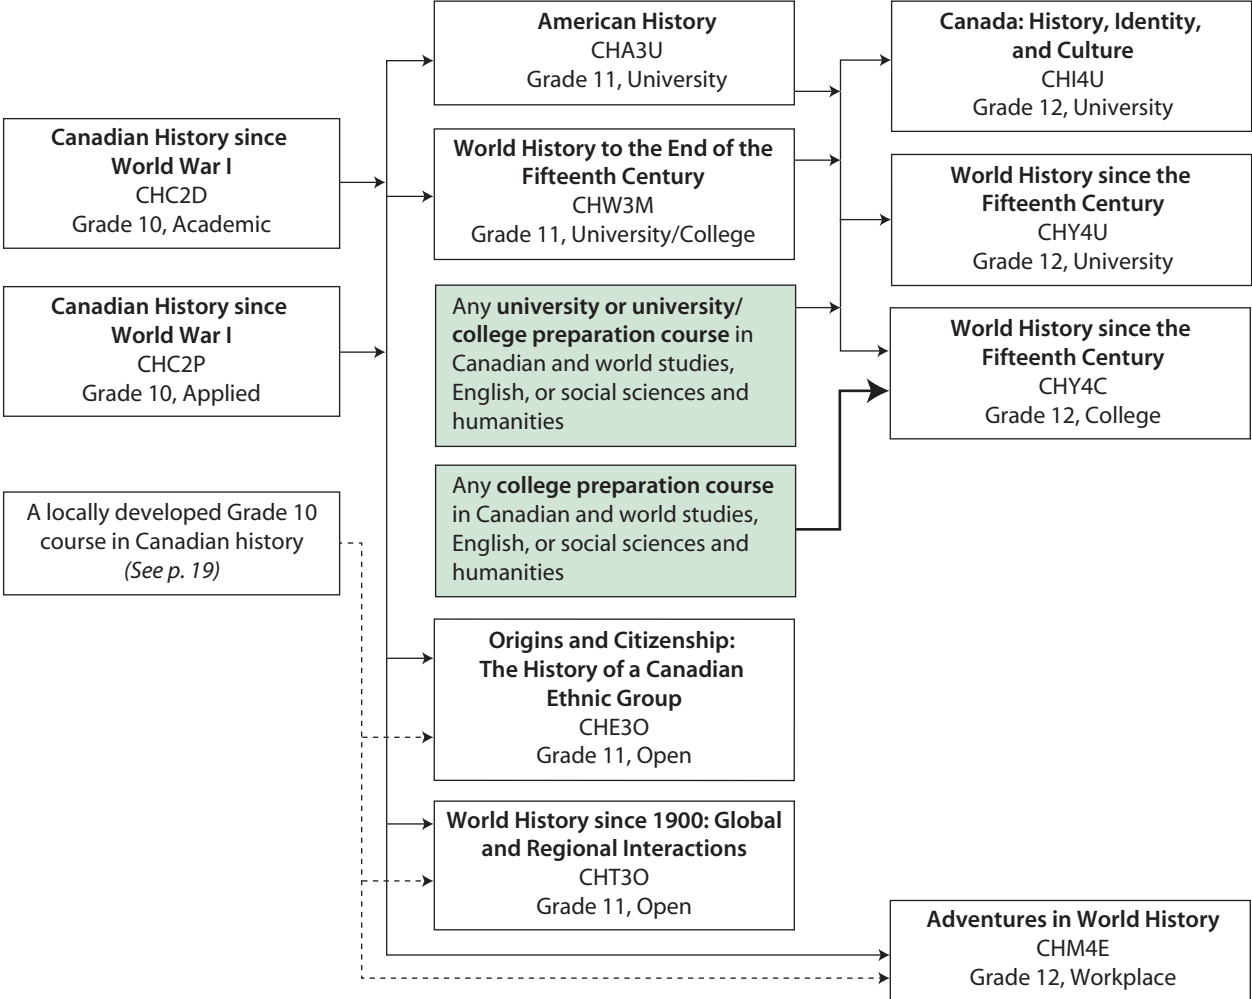 American History
CHA3U
Grade 11, University
Canada: History, Identity,
and Culture
CHI4U
Grade 12, University
Canadian History since
World War I
CHC2D
Grade 10, Academic
World History to the End of the
Fifteenth Century
CHW3M
Grade 11, University/College
World History since the
Fifteenth Century
CHY4U
Grade 12, University
Canadian History since
World War I
CHC2P
Grade 10, Applied
Any university or university/
college preparation course in
Canadian and world studies,
English, or social sciences and
humanities
World History since the
Fifteenth Century
CHY4C
Grade 12, College
A locally developed Grade 10
course in Canadian history
(See p. 19)
Any college preparation course
in Canadian and world studies,
English, or social sciences and
humanities
Origins and Citizenship:
The History of a Canadian
Ethnic Group
CHE3O
Grade 11, Open
World History since 1900: Global
and Regional Interactions
CHT3O
Grade 11, Open
Adventures in World History
CHM4E
Grade 12, Workplace